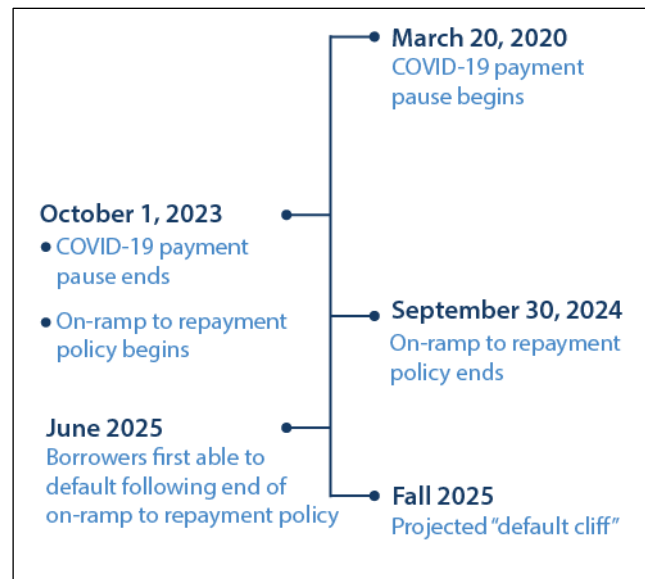 March 20, 2020
COVID-19 payment
pause begins
October 1, 2023
• COVID-19 payment
pause ends
• On-ramp to repayment
policy begins
September 30, 2024
On-ramp to repayment
policy ends
June 2025
Borrowers first able to
default following end of
on-ramp to repayment policy
Fall 2025
Projected “default cliff”